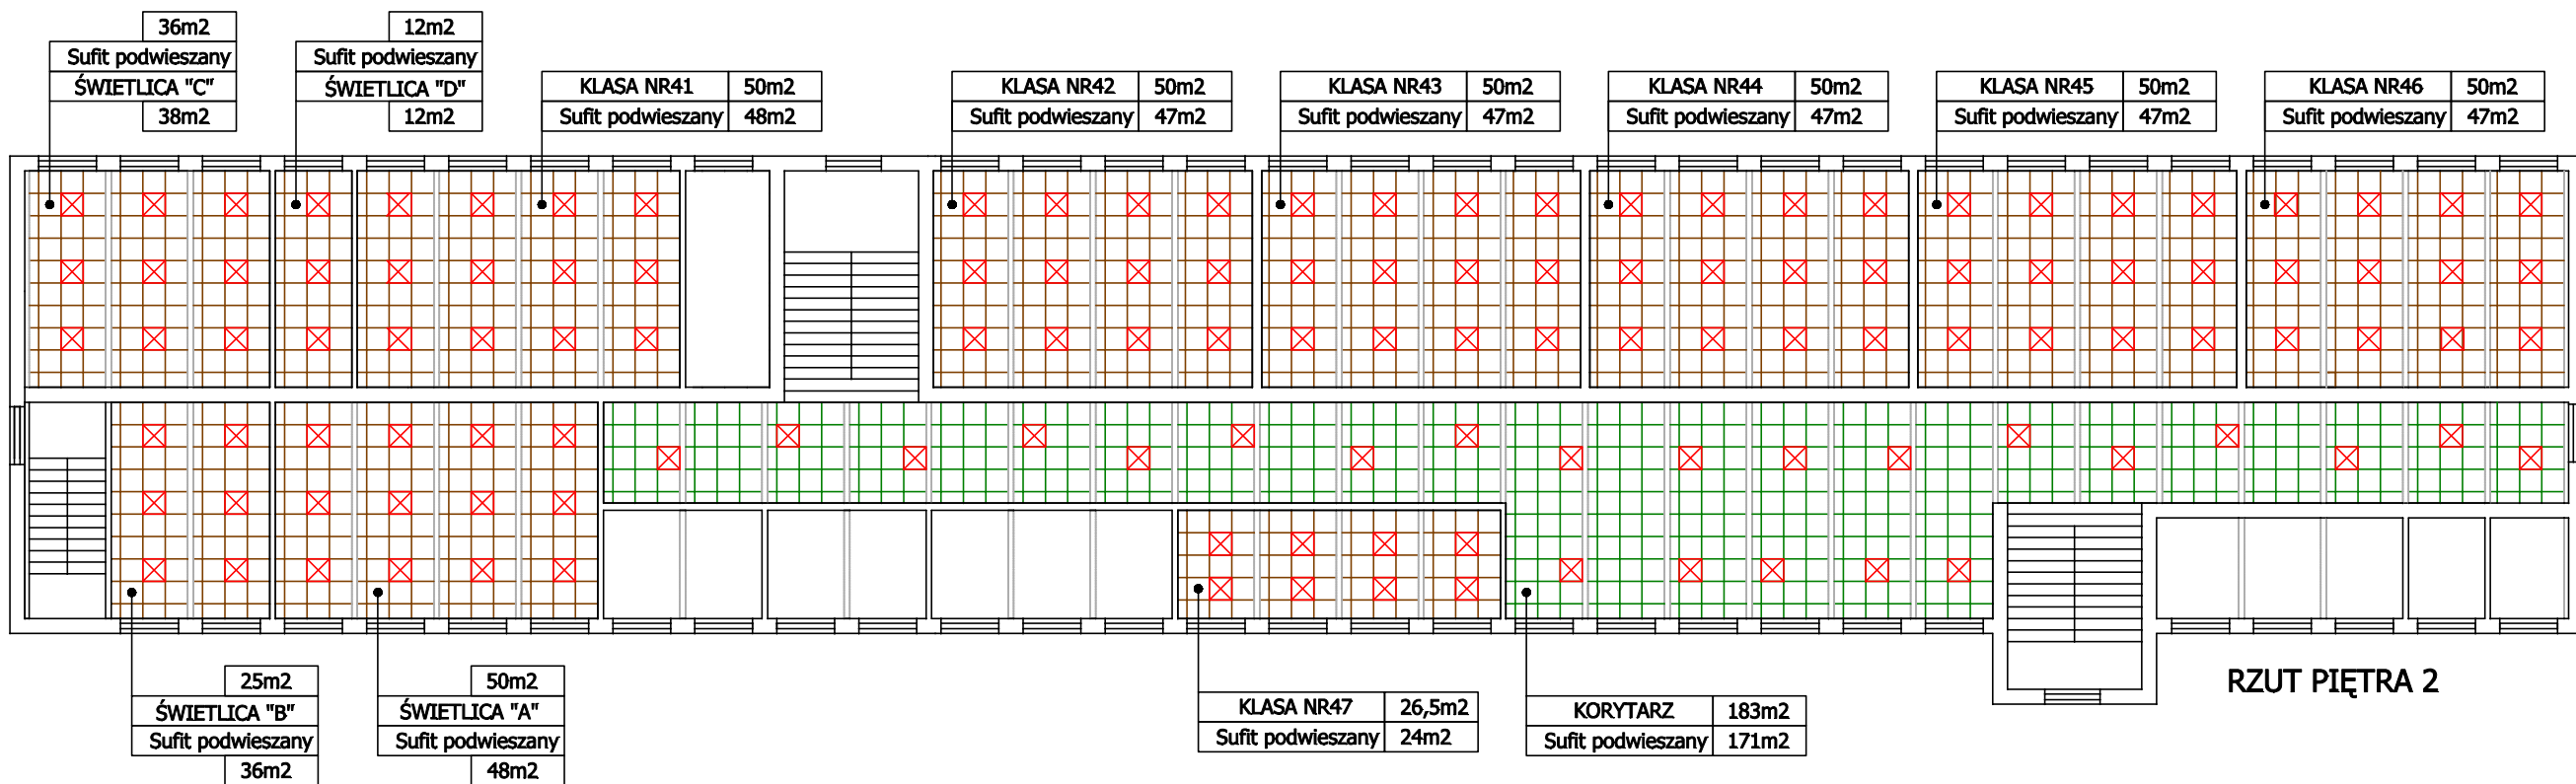 36m2
Sufit podwieszany
ŚWIETLICA "C"
38m2
12m2
Sufit podwieszany
ŚWIETLICA "D"
12m2
KLASA NR41 50m2
Sufit podwieszany 48m2
KLASA NR42 50m2
Sufit podwieszany 47m2
KLASA NR43 50m2
Sufit podwieszany 47m2
KLASA NR44 50m2
Sufit podwieszany 47m2
KLASA NR45 50m2
Sufit podwieszany 47m2
KLASA NR46 50m2
Sufit podwieszany 47m2
25m2
ŚWIETLICA "B"
Sufit podwieszany
36m2
50m2
ŚWIETLICA "A"
Sufit podwieszany
48m2
KLASA NR47 26,5m2
Sufit podwieszany 24m2
KORYTARZ 183m2
Sufit podwieszany 171m2
RZUT PIĘTRA 2